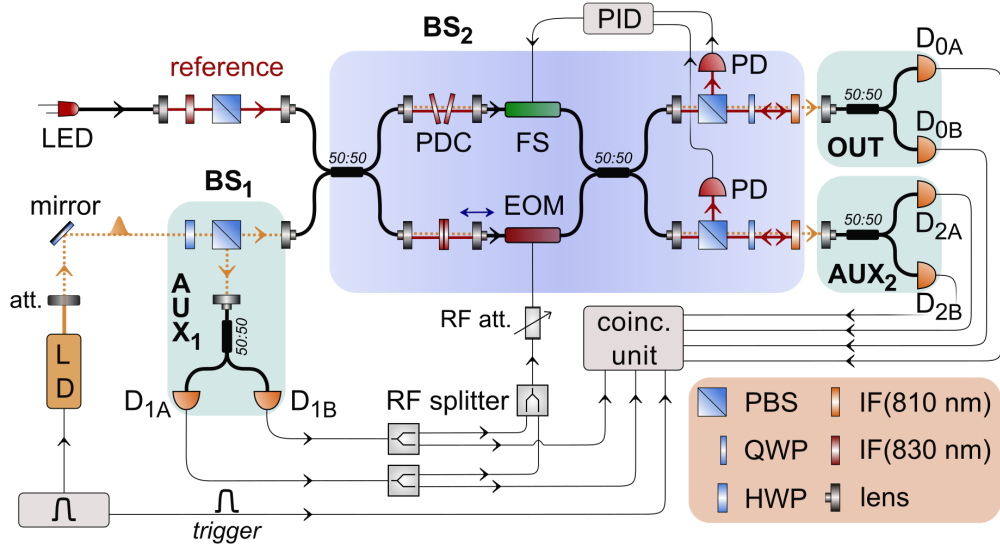 BS2
PID
D0A
reference
PD
LED
PDC
FS
50:50
50:50
50:50
OUT
D0B
BS1
mirror
EOM
PD
50:50
D2A
AUX2
D2B
att.
A
U
X1
50:50
RF att.
coinc.
unit
L
D
D1A
D1B
RF splitter
PBS
IF(810 nm)
QWP
IF(830 nm)
HWP
lens
trigger